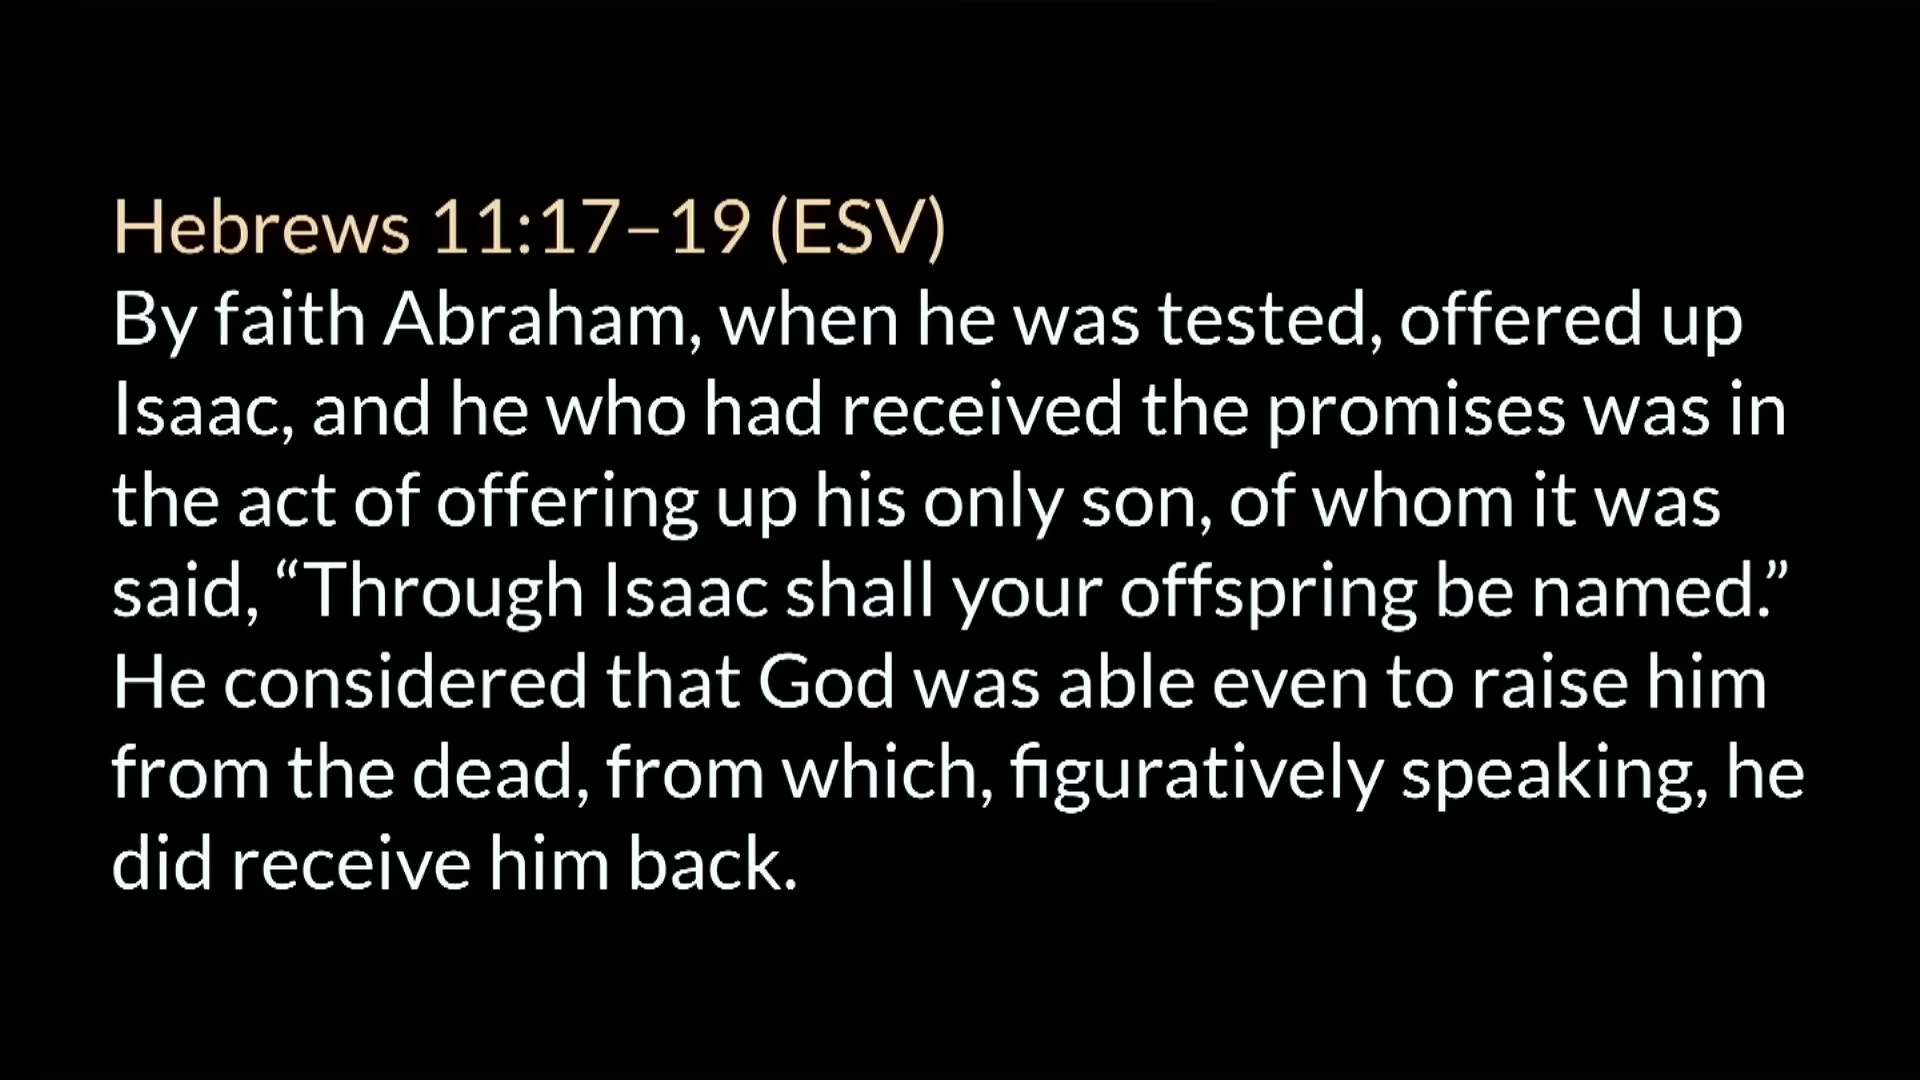 Hebrews 11:17–19 (ESV)
By faith Abraham, when he was tested, offered up
Isaac, and he who had received the promises was in
the act of offering up his only son, of whom it was
said, “Through Isaac shall your offspring be named.”
He considered that God was able even to raise him
from the dead, from which, figuratively speaking, he
did receive him back.